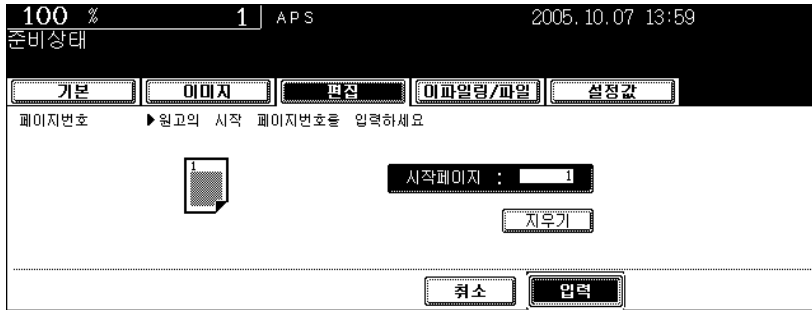 100 % 1 APS 2005.10.07 13:59
준비상태
기본 이미지 편집 이파일링/파일 설정값
페이지번호 ▶원고의 시작 페이지번호를 입력하세요
1
시작페이지 : 1
지우기
취소 입력